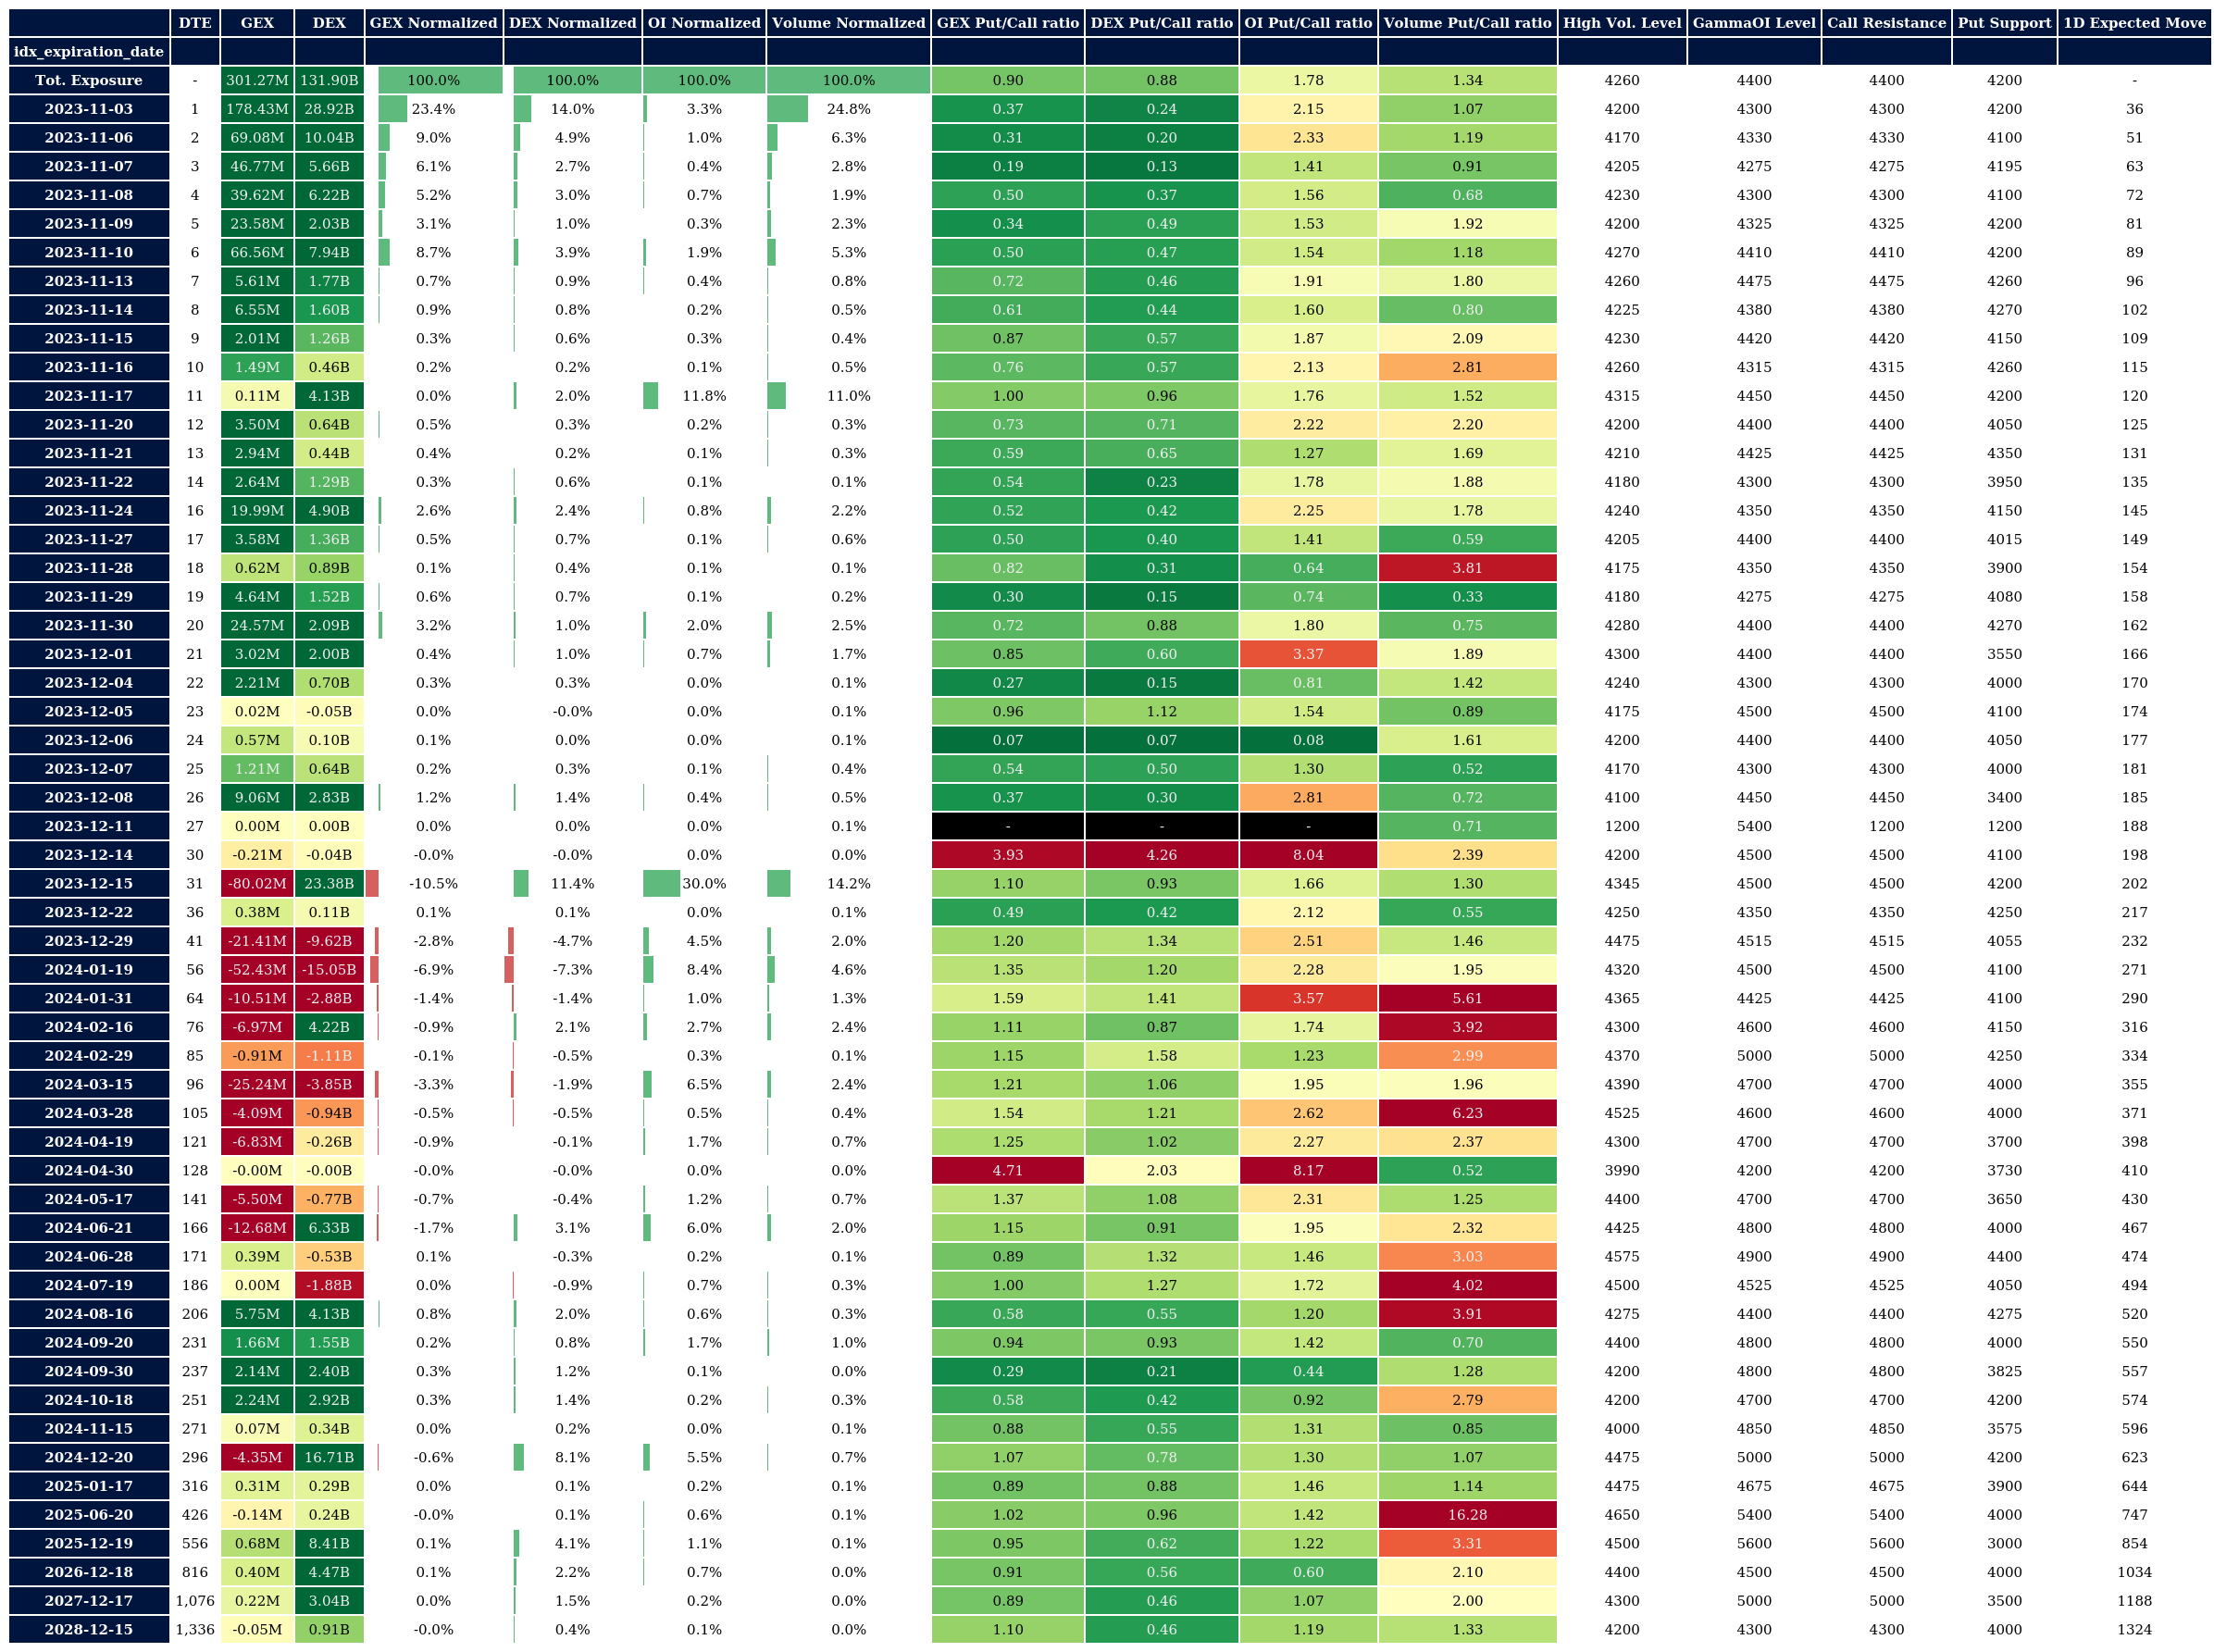 DTE GEX DEX GEX Normalized DEX Normalized OI Normalized Volume Normalized GEX Put/Call ratio DEX Put/Call ratio OI Put/Call ratio Volume Put/Call ratio High Vol. Level GammaOI Level Call Resistance Put Support 1D Expected Move
idx_expiration_date
Tot. Exposure - 301.27M 131.90B 100.0% 100.0% 100.0% 100.0% 0.90 0.88 1.78 1.34 4260 4400 4400 4200 -
2023-11-03 1 178.43M 28.92B 23.4% 14.0% 3.3% 24.8% 0.37 0.24 2.15 1.07 4200 4300 4300 4200 36
2023-11-06 2 69.08M 10.04B 9.0% 4.9% 1.0% 6.3% 0.31 0.20 2.33 1.19 4170 4330 4330 4100 51
2023-11-07 3 46.77M 5.66B 6.1% 2.7% 0.4% 2.8% 0.19 0.13 1.41 0.91 4205 4275 4275 4195 63
2023-11-08 4 39.62M 6.22B 5.2% 3.0% 0.7% 1.9% 0.50 0.37 1.56 0.68 4230 4300 4300 4100 72
2023-11-09 5 23.58M 2.03B 3.1% 1.0% 0.3% 2.3% 0.34 0.49 1.53 1.92 4200 4325 4325 4200 81
2023-11-10 6 66.56M 7.94B 8.7% 3.9% 1.9% 5.3% 0.50 0.47 1.54 1.18 4270 4410 4410 4200 89
2023-11-13 7 5.61M 1.77B 0.7% 0.9% 0.4% 0.8% 0.72 0.46 1.91 1.80 4260 4475 4475 4260 96
2023-11-14 8 6.55M 1.60B 0.9% 0.8% 0.2% 0.5% 0.61 0.44 1.60 0.80 4225 4380 4380 4270 102
2023-11-15 9 2.01M 1.26B 0.3% 0.6% 0.3% 0.4% 0.87 0.57 1.87 2.09 4230 4420 4420 4150 109
2023-11-16 10 1.49M 0.46B 0.2% 0.2% 0.1% 0.5% 0.76 0.57 2.13 2.81 4260 4315 4315 4260 115
2023-11-17 11 0.11M 4.13B 0.0% 2.0% 11.8% 11.0% 1.00 0.96 1.76 1.52 4315 4450 4450 4200 120
2023-11-20 12 3.50M 0.64B 0.5% 0.3% 0.2% 0.3% 0.73 0.71 2.22 2.20 4200 4400 4400 4050 125
2023-11-21 13 2.94M 0.44B 0.4% 0.2% 0.1% 0.3% 0.59 0.65 1.27 1.69 4210 4425 4425 4350 131
2023-11-22 14 2.64M 1.29B 0.3% 0.6% 0.1% 0.1% 0.54 0.23 1.78 1.88 4180 4300 4300 3950 135
2023-11-24 16 19.99M 4.90B 2.6% 2.4% 0.8% 2.2% 0.52 0.42 2.25 1.78 4240 4350 4350 4150 145
2023-11-27 17 3.58M 1.36B 0.5% 0.7% 0.1% 0.6% 0.50 0.40 1.41 0.59 4205 4400 4400 4015 149
2023-11-28 18 0.62M 0.89B 0.1% 0.4% 0.1% 0.1% 0.82 0.31 0.64 3.81 4175 4350 4350 3900 154
2023-11-29 19 4.64M 1.52B 0.6% 0.7% 0.1% 0.2% 0.30 0.15 0.74 0.33 4180 4275 4275 4080 158
2023-11-30 20 24.57M 2.09B 3.2% 1.0% 2.0% 2.5% 0.72 0.88 1.80 0.75 4280 4400 4400 4270 162
2023-12-01 21 3.02M 2.00B 0.4% 1.0% 0.7% 1.7% 0.85 0.60 3.37 1.89 4300 4400 4400 3550 166
2023-12-04 22 2.21M 0.70B 0.3% 0.3% 0.0% 0.1% 0.27 0.15 0.81 1.42 4240 4300 4300 4000 170
2023-12-05 23 0.02M -0.05B 0.0% -0.0% 0.0% 0.1% 0.96 1.12 1.54 0.89 4175 4500 4500 4100 174
2023-12-06 24 0.57M 0.10B 0.1% 0.0% 0.0% 0.1% 0.07 0.07 0.08 1.61 4200 4400 4400 4050 177
2023-12-07 25 1.21M 0.64B 0.2% 0.3% 0.1% 0.4% 0.54 0.50 1.30 0.52 4170 4300 4300 4000 181
2023-12-08 26 9.06M 2.83B 1.2% 1.4% 0.4% 0.5% 0.37 0.30 2.81 0.72 4100 4450 4450 3400 185
2023-12-11 27 0.00M 0.00B 0.0% 0.0% 0.0% 0.1% - - - 0.71 1200 5400 1200 1200 188
2023-12-14 30 -0.21M -0.04B -0.0% -0.0% 0.0% 0.0% 3.93 4.26 8.04 2.39 4200 4500 4500 4100 198
2023-12-15 31 -80.02M 23.38B -10.5% 11.4% 30.0% 14.2% 1.10 0.93 1.66 1.30 4345 4500 4500 4200 202
2023-12-22 36 0.38M 0.11B 0.1% 0.1% 0.0% 0.1% 0.49 0.42 2.12 0.55 4250 4350 4350 4250 217
2023-12-29 41 -21.41M -9.62B -2.8% -4.7% 4.5% 2.0% 1.20 1.34 2.51 1.46 4475 4515 4515 4055 232
2024-01-19 56 -52.43M -15.05B -6.9% -7.3% 8.4% 4.6% 1.35 1.20 2.28 1.95 4320 4500 4500 4100 271
2024-01-31 64 -10.51M -2.88B -1.4% -1.4% 1.0% 1.3% 1.59 1.41 3.57 5.61 4365 4425 4425 4100 290
2024-02-16 76 -6.97M 4.22B -0.9% 2.1% 2.7% 2.4% 1.11 0.87 1.74 3.92 4300 4600 4600 4150 316
2024-02-29 85 -0.91M -1.11B -0.1% -0.5% 0.3% 0.1% 1.15 1.58 1.23 2.99 4370 5000 5000 4250 334
2024-03-15 96 -25.24M -3.85B -3.3% -1.9% 6.5% 2.4% 1.21 1.06 1.95 1.96 4390 4700 4700 4000 355
2024-03-28 105 -4.09M -0.94B -0.5% -0.5% 0.5% 0.4% 1.54 1.21 2.62 6.23 4525 4600 4600 4000 371
2024-04-19 121 -6.83M -0.26B -0.9% -0.1% 1.7% 0.7% 1.25 1.02 2.27 2.37 4300 4700 4700 3700 398
2024-04-30 128 -0.00M -0.00B -0.0% -0.0% 0.0% 0.0% 4.71 2.03 8.17 0.52 3990 4200 4200 3730 410
2024-05-17 141 -5.50M -0.77B -0.7% -0.4% 1.2% 0.7% 1.37 1.08 2.31 1.25 4400 4700 4700 3650 430
2024-06-21 166 -12.68M 6.33B -1.7% 3.1% 6.0% 2.0% 1.15 0.91 1.95 2.32 4425 4800 4800 4000 467
2024-06-28 171 0.39M -0.53B 0.1% -0.3% 0.2% 0.1% 0.89 1.32 1.46 3.03 4575 4900 4900 4400 474
2024-07-19 186 0.00M -1.88B 0.0% -0.9% 0.7% 0.3% 1.00 1.27 1.72 4.02 4500 4525 4525 4050 494
2024-08-16 206 5.75M 4.13B 0.8% 2.0% 0.6% 0.3% 0.58 0.55 1.20 3.91 4275 4400 4400 4275 520
2024-09-20 231 1.66M 1.55B 0.2% 0.8% 1.7% 1.0% 0.94 0.93 1.42 0.70 4400 4800 4800 4000 550
2024-09-30 237 2.14M 2.40B 0.3% 1.2% 0.1% 0.0% 0.29 0.21 0.44 1.28 4200 4800 4800 3825 557
2024-10-18 251 2.24M 2.92B 0.3% 1.4% 0.2% 0.3% 0.58 0.42 0.92 2.79 4200 4700 4700 4200 574
2024-11-15 271 0.07M 0.34B 0.0% 0.2% 0.0% 0.1% 0.88 0.55 1.31 0.85 4000 4850 4850 3575 596
2024-12-20 296 -4.35M 16.71B -0.6% 8.1% 5.5% 0.7% 1.07 0.78 1.30 1.07 4475 5000 5000 4200 623
2025-01-17 316 0.31M 0.29B 0.0% 0.1% 0.2% 0.1% 0.89 0.88 1.46 1.14 4475 4675 4675 3900 644
2025-06-20 426 -0.14M 0.24B -0.0% 0.1% 0.6% 0.1% 1.02 0.96 1.42 16.28 4650 5400 5400 4000 747
2025-12-19 556 0.68M 8.41B 0.1% 4.1% 1.1% 0.1% 0.95 0.62 1.22 3.31 4500 5600 5600 3000 854
2026-12-18 816 0.40M 4.47B 0.1% 2.2% 0.7% 0.0% 0.91 0.56 0.60 2.10 4400 4500 4500 4000 1034
2027-12-17 1,076 0.22M 3.04B 0.0% 1.5% 0.2% 0.0% 0.89 0.46 1.07 2.00 4300 5000 5000 3500 1188
2028-12-15 1,336 -0.05M 0.91B -0.0% 0.4% 0.1% 0.0% 1.10 0.46 1.19 1.33 4200 4300 4300 4000 1324